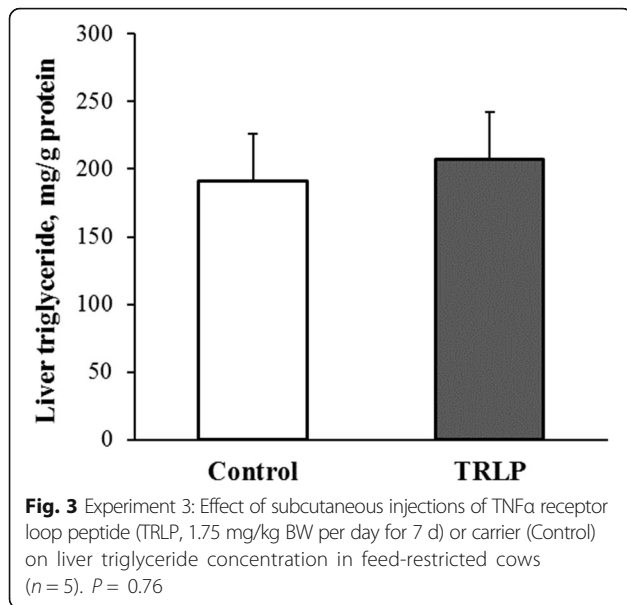 300
250
200
150
100
50
0
Liver triglyceride, mg/g protein
Control TRLP
Fig. 3 Experiment 3: Effect of subcutaneous injections of TNFα receptor
loop peptide (TRLP, 1.75 mg/kg BW per day for 7 d) or carrier (Control)
on liver triglyceride concentration in feed-restricted cows
(n = 5). P = 0.76